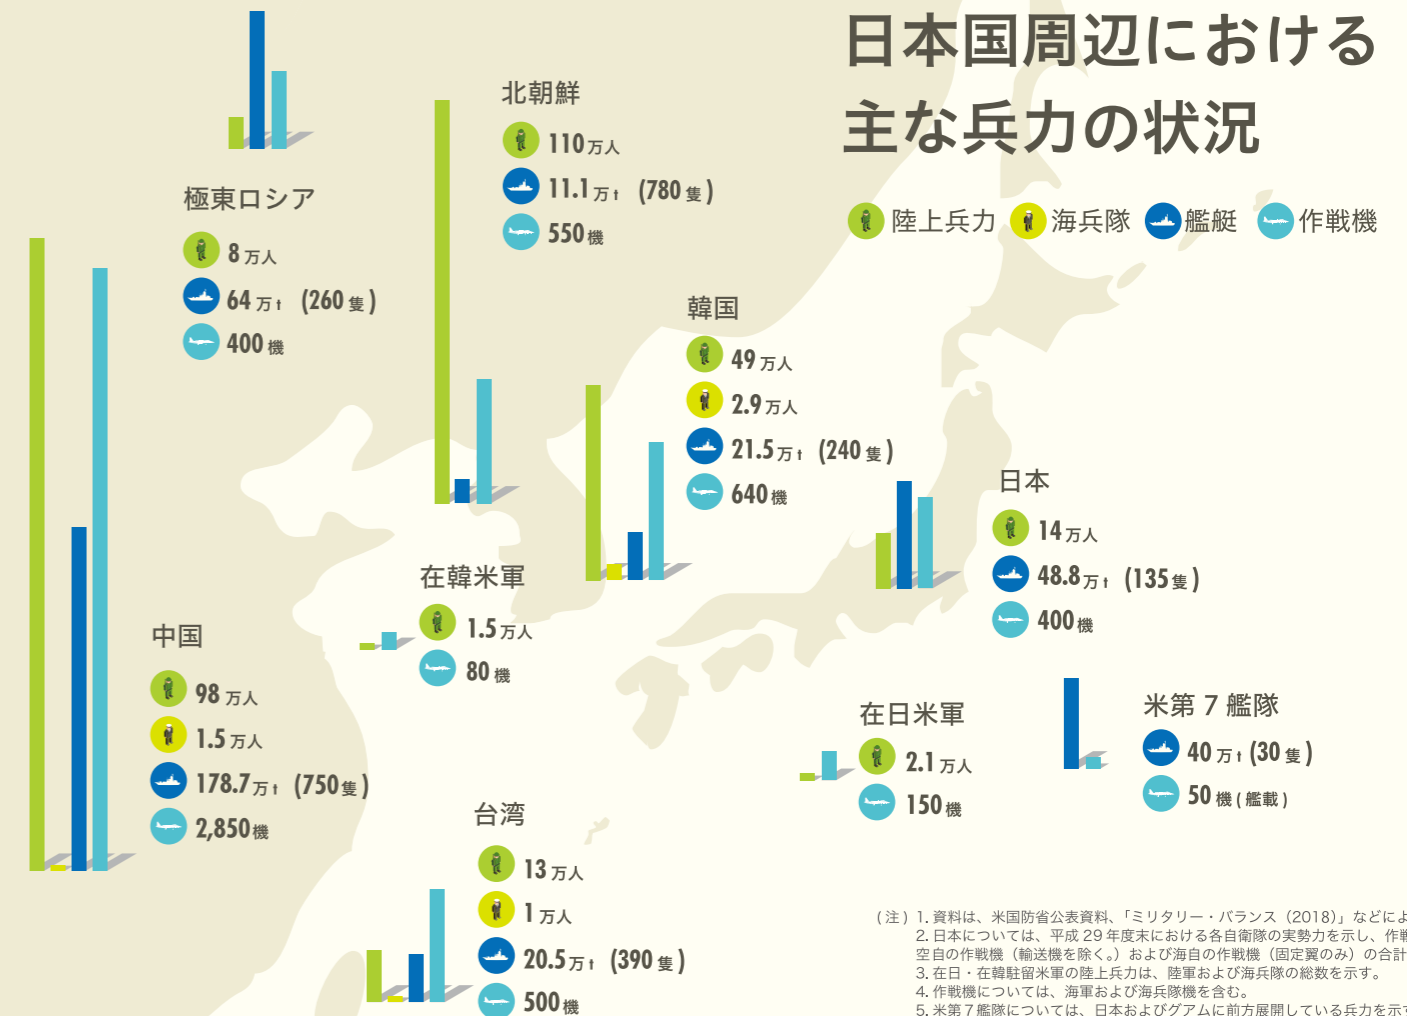 日本国周辺における
主な兵力の状況
陸上兵力 海兵隊 艦艇 作戦機
極東ロシア
8万人
64万t (260隻)
400機
北朝鮮
110万人
11.1万t (780隻)
550機
韓国
49万人
2.9万人
21.5万t (240隻)
640機
日本
14万人
48.8万t (135隻)
400機
在韓米軍
1.5万人
80機
中国
98万人
1.5万人
178.7万t (750隻)
2,850機
在日米軍
2.1万人
150機
米第7艦隊
40万t (30隻)
50機(艦載)
台湾
13万人
1万人
20.5万t (390隻)
500機
(注) 1. 資料は、米国防省公表資料、「ミリタリー・バランス（2018）」などによ
2. 日本については、平成29年度末における各自衛隊の実勢力を示し、作戦
空自の作戦機（輸送機を除く。）および海自の作戦機（固定翼のみ）の合計
3. 在日・在韓駐留米軍の陸上兵力は、陸軍および海兵隊の総数を示す。
4. 作戦機については、海軍および海兵隊機を含む。
5. 米第7艦隊については、日本およびグアムに前方展開している兵力を示す